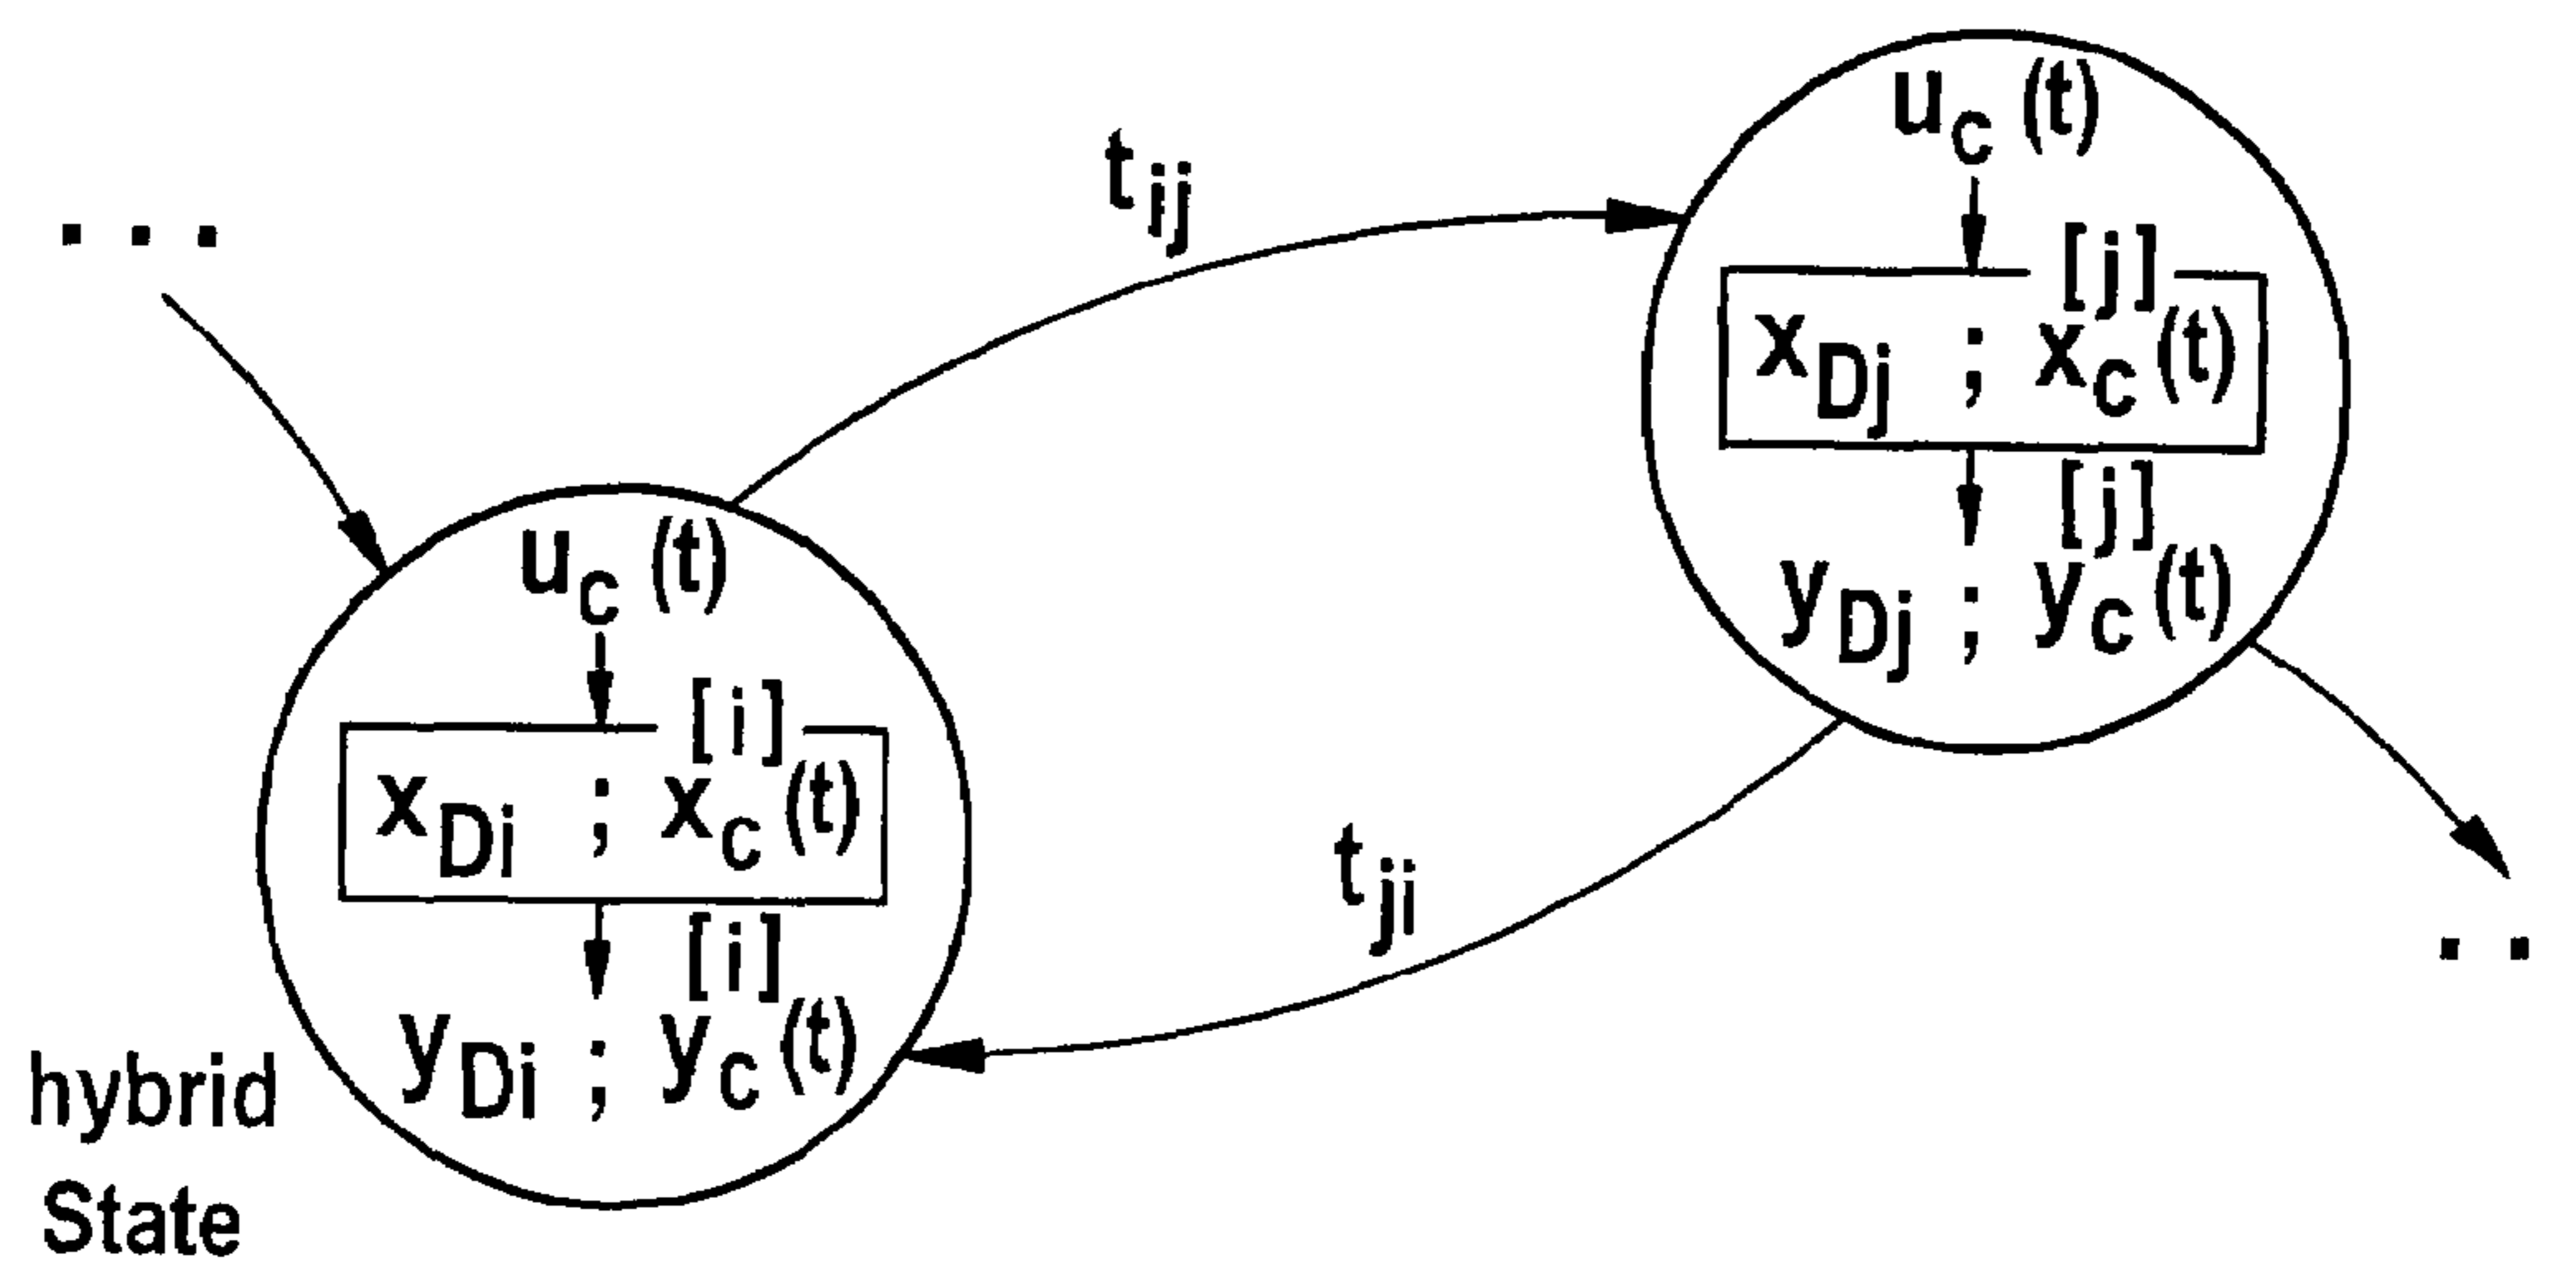 . . .
t ij
u C (t)
[ j ]
x Dj ; x C (t)
[ j ]
y Dj ; y C (t)
u C (t)
[ i ]
x Di ; x C (t)
[ i ]
y Di ; y C (t)
t ji
. .
hybrid
State